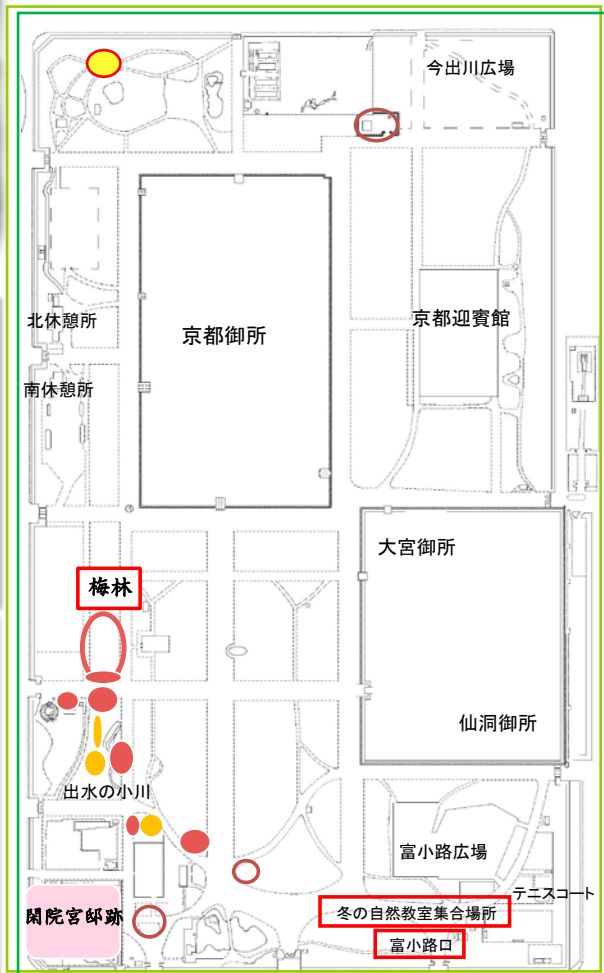 今出川広場
京都御所
京都迎賓館
北休憩所
南休憩所
大宮御所
梅林
仙洞御所
出水の小川
富小路広場
テニスコート
閑院宮邸跡
冬の自然教室集合場所
富小路口